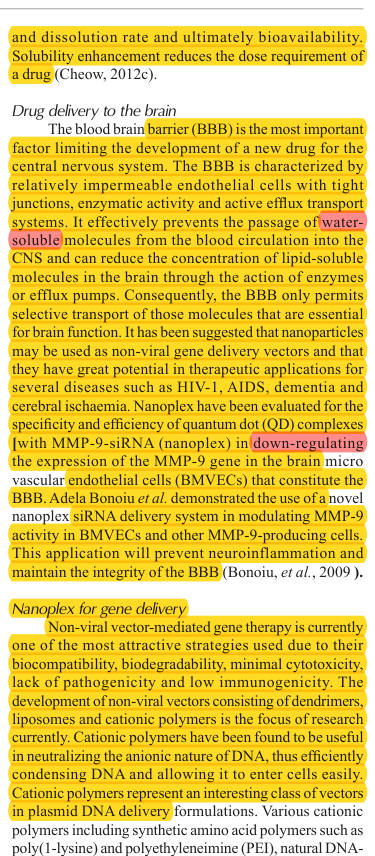 and dissolution rate and ultimately bioavailability.
Solubility enhancement reduces the dose requirement of
a drug (Cheow, 2012c).
Drug delivery to the brain
The blood brain barrier (BBB) is the most important
factor limiting the development of a new drug for the
central nervous system. The BBB is characterized by
relatively impermeable endothelial cells with tight
junctions, enzymatic activity and active efflux transport
systems. It effectively prevents the passage of water-
soluble molecules from the blood circulation into the
CNS and can reduce the concentration of lipid-soluble
molecules in the brain through the action of enzymes
or efflux pumps. Consequently, the BBB only permits
selective transport of those molecules that are essential
for brain function. It has been suggested that nanoparticles
may be used as non-viral gene delivery vectors and that
they have great potential in therapeutic applications for
several diseases such as HIV-1, AIDS, dementia and
cerebral ischaemia. Nanoplex have been evaluated for the
specificity and efficiency of quantum dot (QD) complexes
[with MMP-9-siRNA (nanoplex) in down-regulating
the expression of the MMP-9 gene in the brain micro
vascular endothelial cells (BMVECs) that constitute the
BBB. Adela Bonoiu et al. demonstrated the use of a novel
nanoplex siRNA delivery system in modulating MMP-9
activity in BMVECs and other MMP-9-producing cells.
This application will prevent neuroinflammation and
maintain the integrity of the BBB (Bonoiu, et al., 2009 ).
Nanoplex for gene delivery
Non-viral vector-mediated gene therapy is currently
one of the most attractive strategies used due to their
biocompatibility, biodegradability, minimal cytotoxicity,
lack of pathogenicity and low immunogenicity. The
development of non-viral vectors consisting of dendrimers,
liposomes and cationic polymers is the focus of research
currently. Cationic polymers have been found to be useful
in neutralizing the anionic nature of DNA, thus efficiently
condensing DNA and allowing it to enter cells easily.
Cationic polymers represent an interesting class of vectors
in plasmid DNA delivery formulations. Various cationic
polymers including synthetic amino acid polymers such as
poly(1-lysine) and polyethyleneimine (PEI), natural DNA-